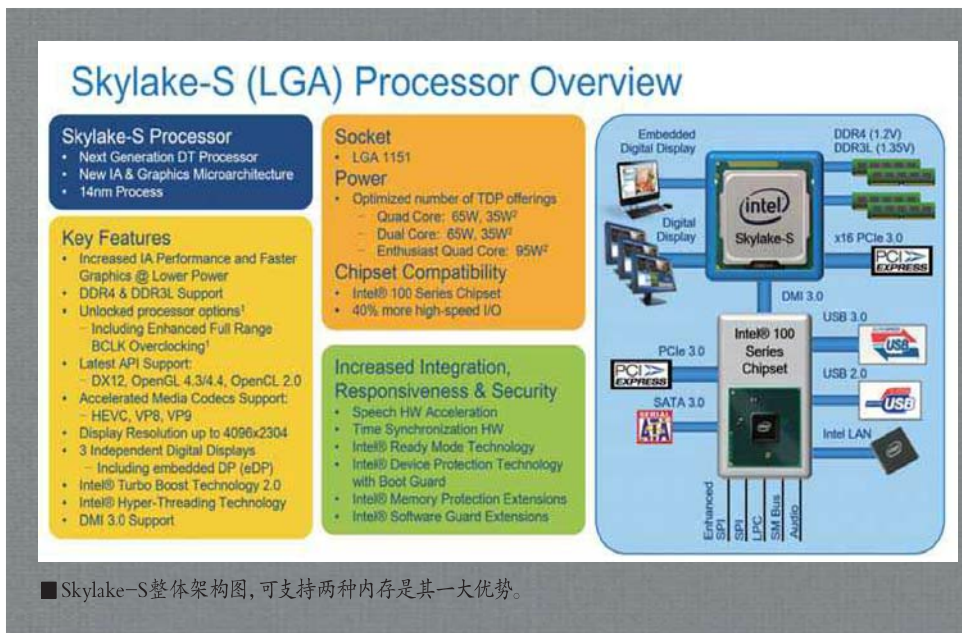 Skylake-S (LGA) Processor Overview
Skylake-S Processor
• Next Generation DT Processor
• New IA & Graphics Microarchitecture
• 14nm Process
Key Features
• Increased IA Performance and Faster
Graphics @ Lower Power
• DDR4 & DDR3L Support
• Unlocked processor options¹
– Including Enhanced Full Range
BCLK Overclocking¹
• Latest API Support:
– DX12, OpenGL 4.3/4.4, OpenCL 2.0
• Accelerated Media Codecs Support:
– HEVC, VP8, VP9
• Display Resolution up to 4096x2304
• 3 Independent Digital Displays
– Including embedded DP (eDP)
• Intel® Turbo Boost Technology 2.0
• Intel® Hyper-Threading Technology
• DMI 3.0 Support
Socket
• LGA 1151
Power
• Optimized number of TDP offerings
– Quad Core: 65W, 35W²
– Dual Core: 65W, 35W²
– Enthusiast Quad Core: 95W²
Chipset Compatibility
• Intel® 100 Series Chipset
• 40% more high-speed I/O
Increased Integration,
Responsiveness & Security
• Speech HW Acceleration
• Time Synchronization HW
• Intel® Ready Mode Technology
• Intel® Device Protection Technology
with Boot Guard
• Intel® Memory Protection Extensions
• Intel® Software Guard Extensions
Embedded
Digital Display
DDR4 (1.2V)
DDR3L (1.35V)
intel
Skylake-S
Digital
Display
x16 PCIe 3.0
PCI
EXPRESS
DMI 3.0
Intel® 100
Series
Chipset
USB 3.0
USB
PCIe 3.0
PCI
EXPRESS
USB 2.0
USB
SATA 3.0
SERIAL
ATA
Intel LAN
intel
Enhanced
SPI
SPI
LPC
SM Bus
Audio
■Skylake-S整体架构图,可支持两种内存是其一大优势。